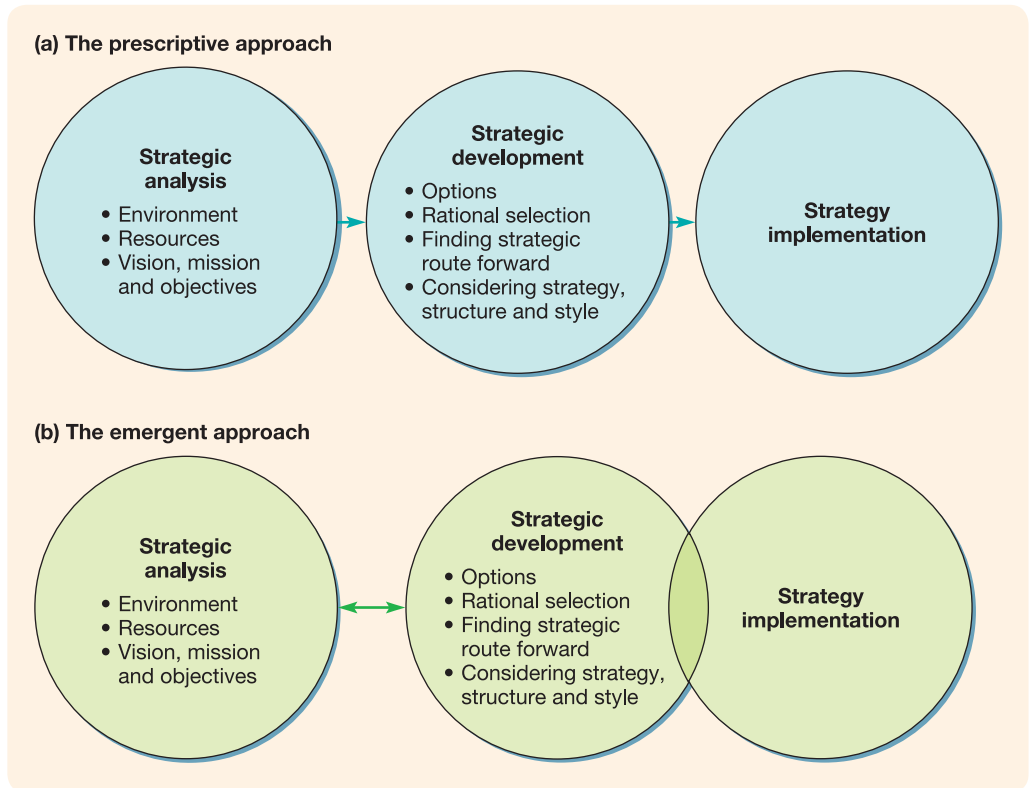 (a) The prescriptive approach
Strategic
analysis
• Environment
• Resources
• Vision, mission
and objectives
Strategic
development
• Options
• Rational selection
• Finding strategic
route forward
• Considering strategy,
structure and style
Strategy
implementation
(b) The emergent approach
Strategic
analysis
• Environment
• Resources
• Vision, mission
and objectives
Strategic
development
• Options
• Rational selection
• Finding strategic
route forward
• Considering strategy,
structure and style
Strategy
implementation